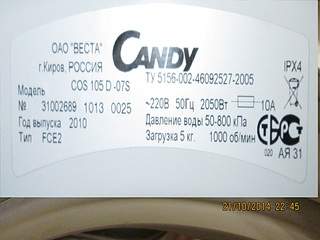 ОАО "ВЕСТА"
г.Киров, РОССИЯ
CANDY
ТУ 5156-002-46092527-2005
IPX4
Модель COS 105 D -07S
№ 31002689 1013 0025
Год выпуска 2010
Тип FCE2
~220В 50Гц 2050Вт 10А
Давление воды 50-800 кПа
Загрузка 5 кг. 1000 об/мин
020 АЯ 31
21/10/2014 22:45